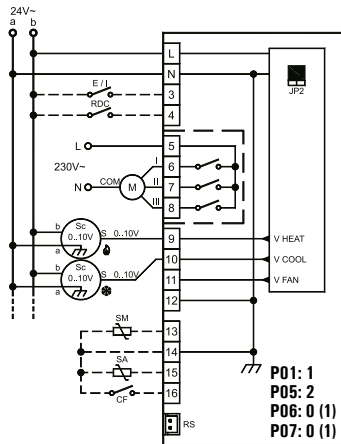 24V~
a b
L
N
E / I
3
JP2
RDC
4
L
5
I
6
230V~
COM
II
N
M
7
III
8
b
Sc
0..10V
a
S 0..10V
9
V HEAT
10
V COOL
b
Sc
0..10V
a
S 0..10V
11
V FAN
12
SM
13
14
SA
15
CF
16
RS
P01: 1
P05: 2
P06: 0 (1)
P07: 0 (1)